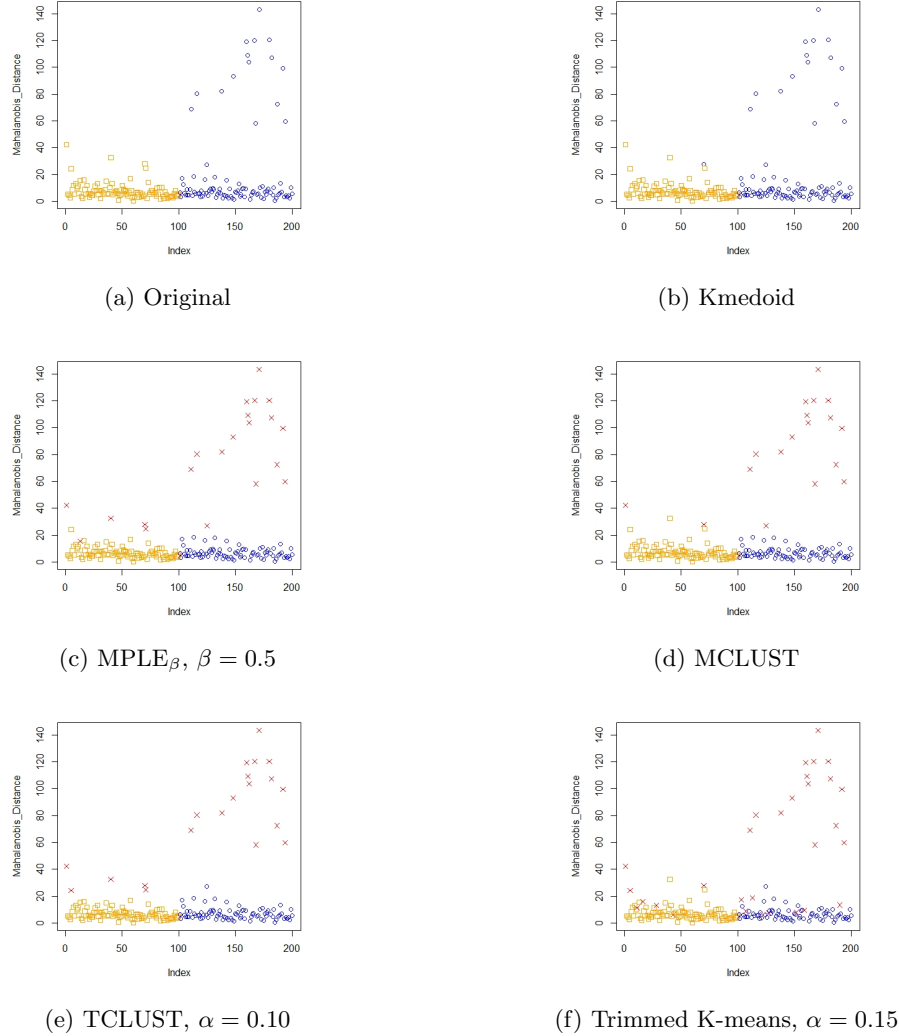 140
120
100
80
60
40
20
0
Mahalanobis_Distance
0 50 100 150 200
Index
(a) Original
140
120
100
80
60
40
20
0
Mahalanobis_Distance
0 50 100 150 200
Index
(b) Kmedoid
140
120
100
80
60
40
20
0
Mahalanobis_Distance
0 50 100 150 200
Index
(c) MPLEβ, β = 0.5
140
120
100
80
60
40
20
0
Mahalanobis_Distance
0 50 100 150 200
Index
(d) MCLUST
140
120
100
80
60
40
20
0
Mahalanobis_Distance
0 50 100 150 200
Index
(e) TCLUST, α = 0.10
140
120
100
80
60
40
20
0
Mahalanobis_Distance
0 50 100 150 200
Index
(f) Trimmed K-means, α = 0.15